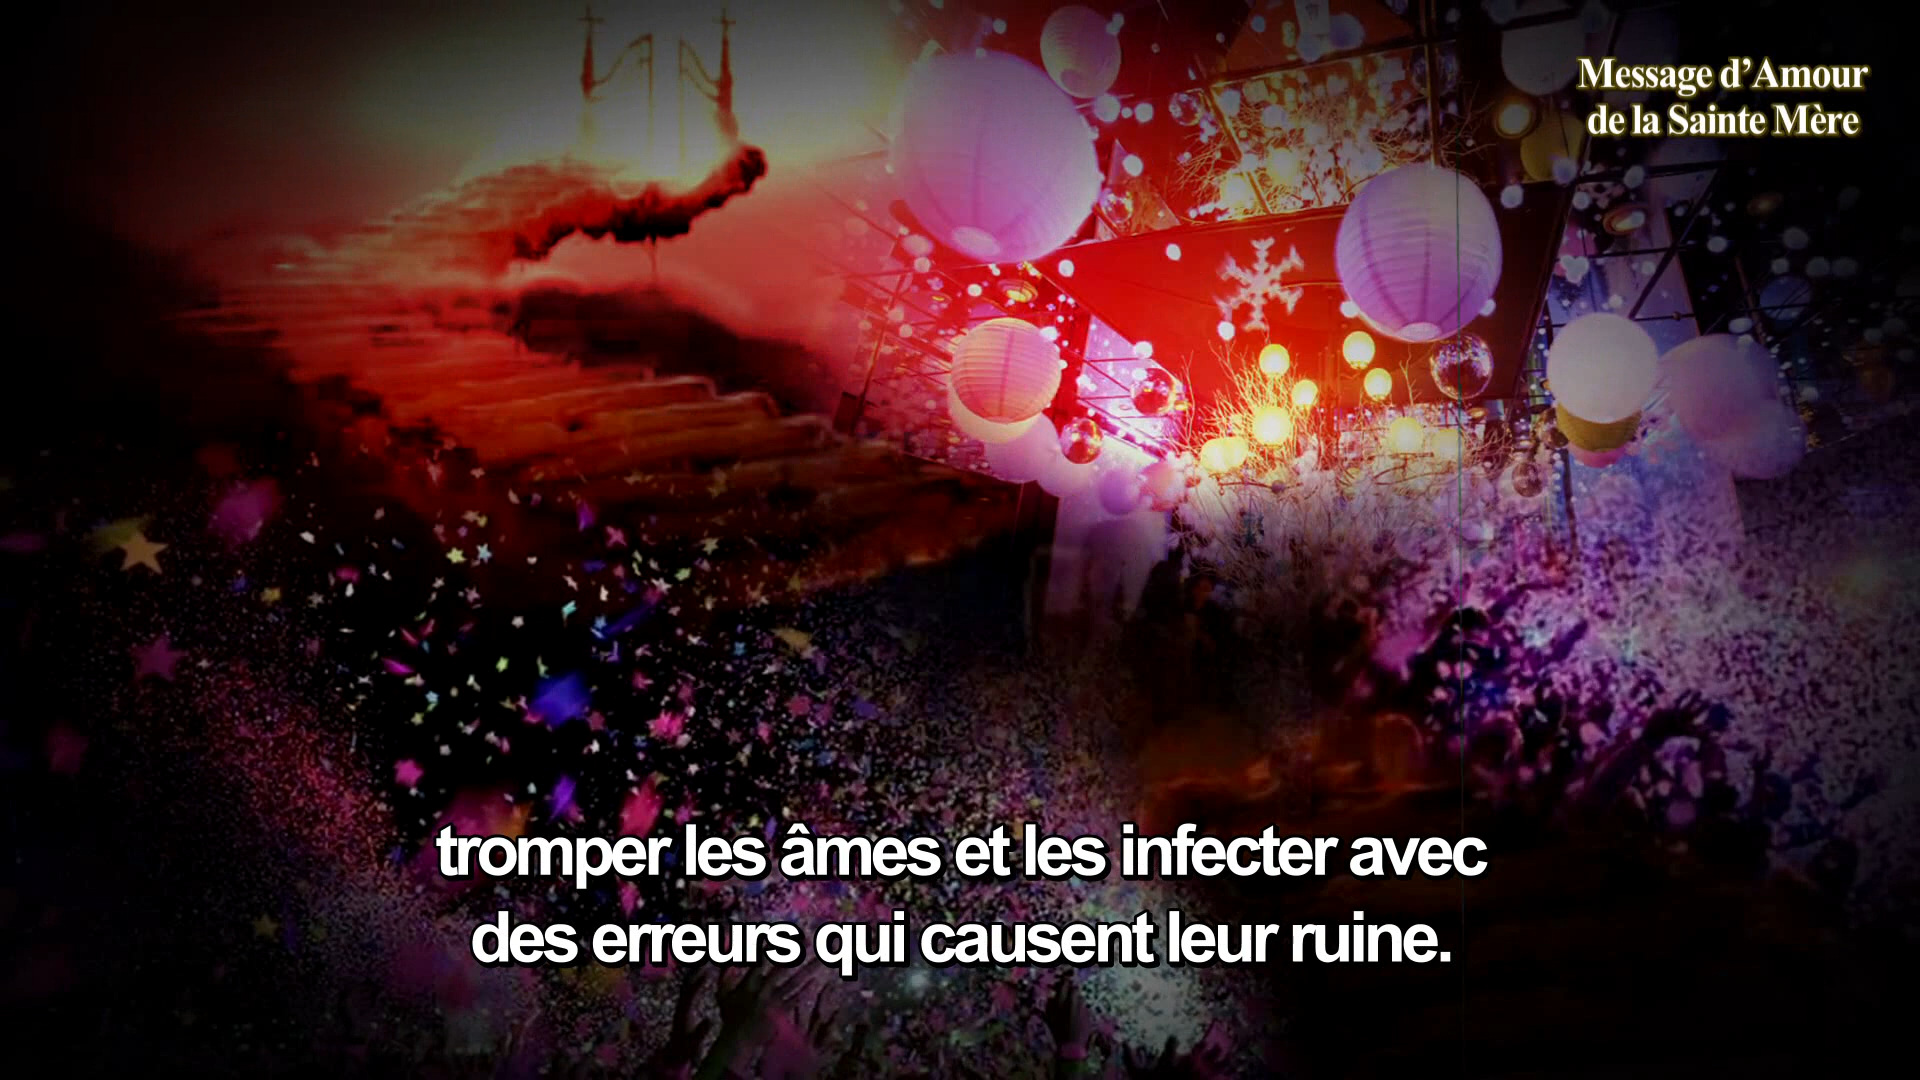 Message d’Amour
de la Sainte Mère
tromper les âmes et les infecter avec
des erreurs qui causent leur ruine.